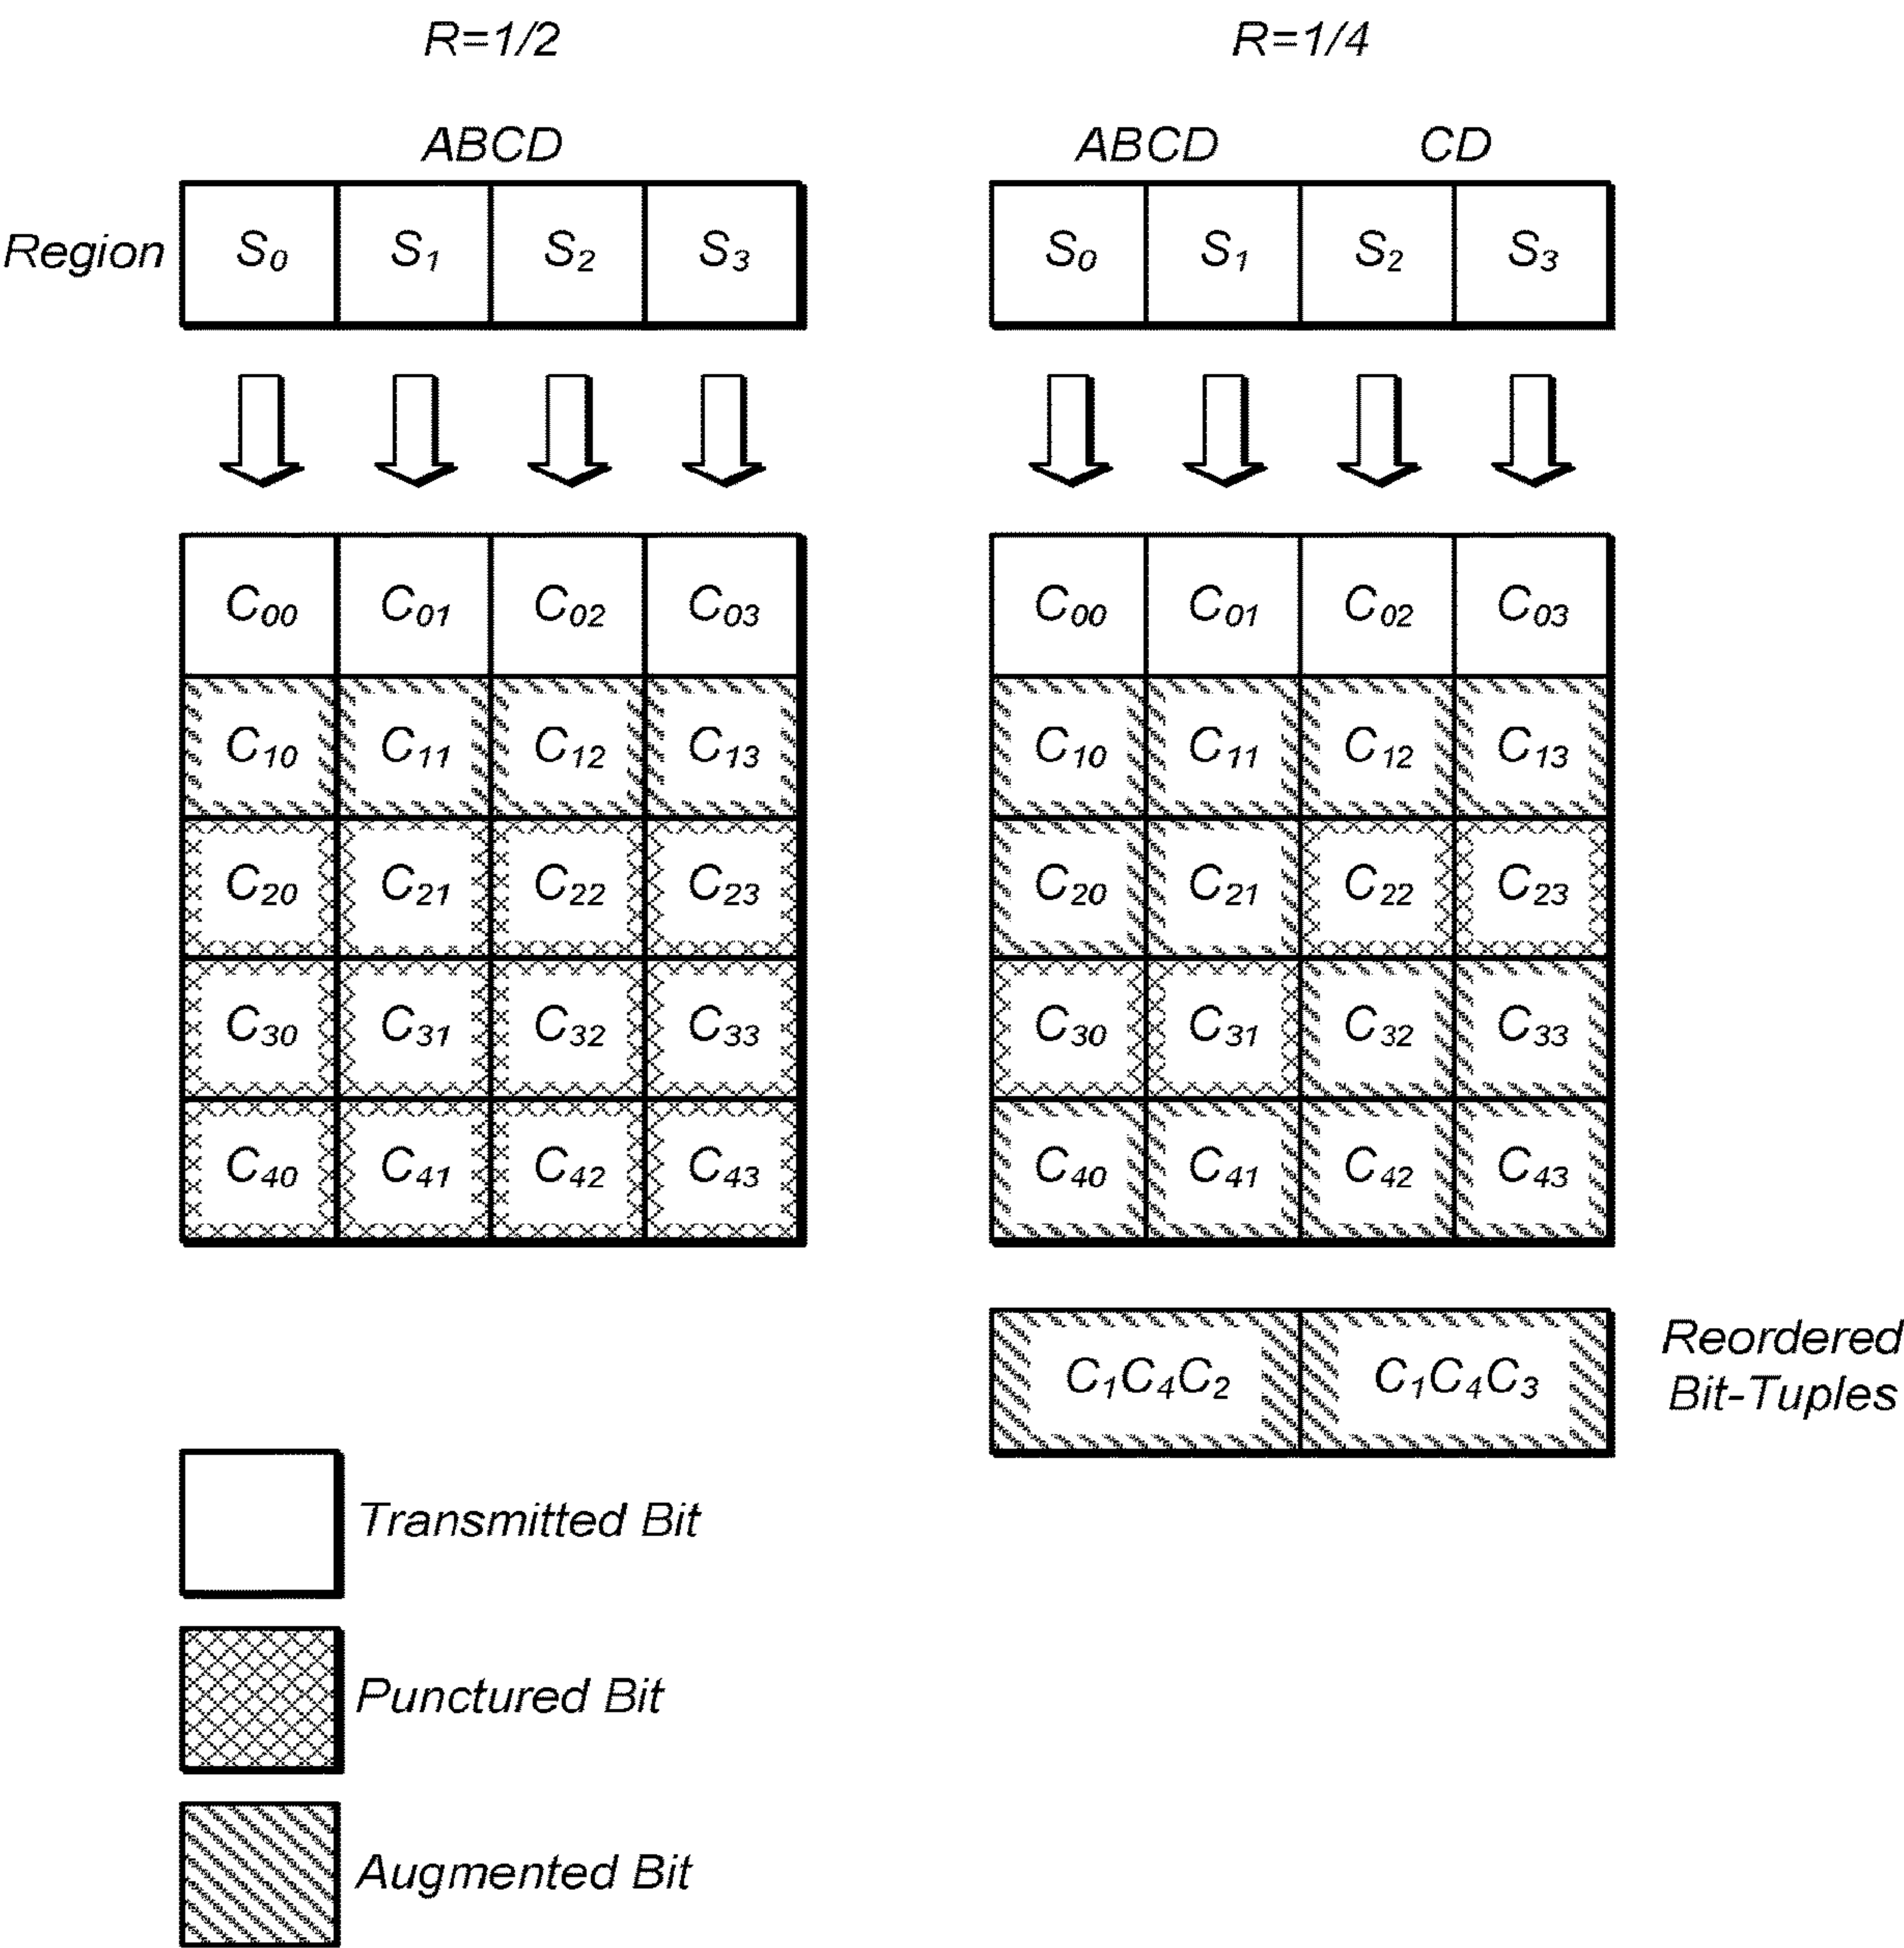 R=1/2 R=1/4
ABCD ABCD CD
Region S0 S1 S2 S3 S0 S1 S2 S3
C00 C01 C02 C03 C00 C01 C02 C03
C10 C11 C12 C13 C10 C11 C12 C13
C20 C21 C22 C23 C20 C21 C22 C23
C30 C31 C32 C33 C30 C31 C32 C33
C40 C41 C42 C43 C40 C41 C42 C43
C1C4C2 C1C4C3
Reordered
Bit-Tuples
Transmitted Bit
Punctured Bit
Augmented Bit